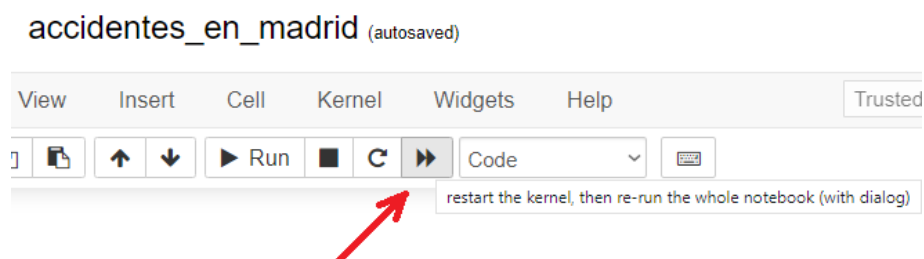 accidentes_en_madrid (autosaved)
View Insert Cell Kernel Widgets Help Trusted
Run Code
restart the kernel, then re-run the whole notebook (with dialog)